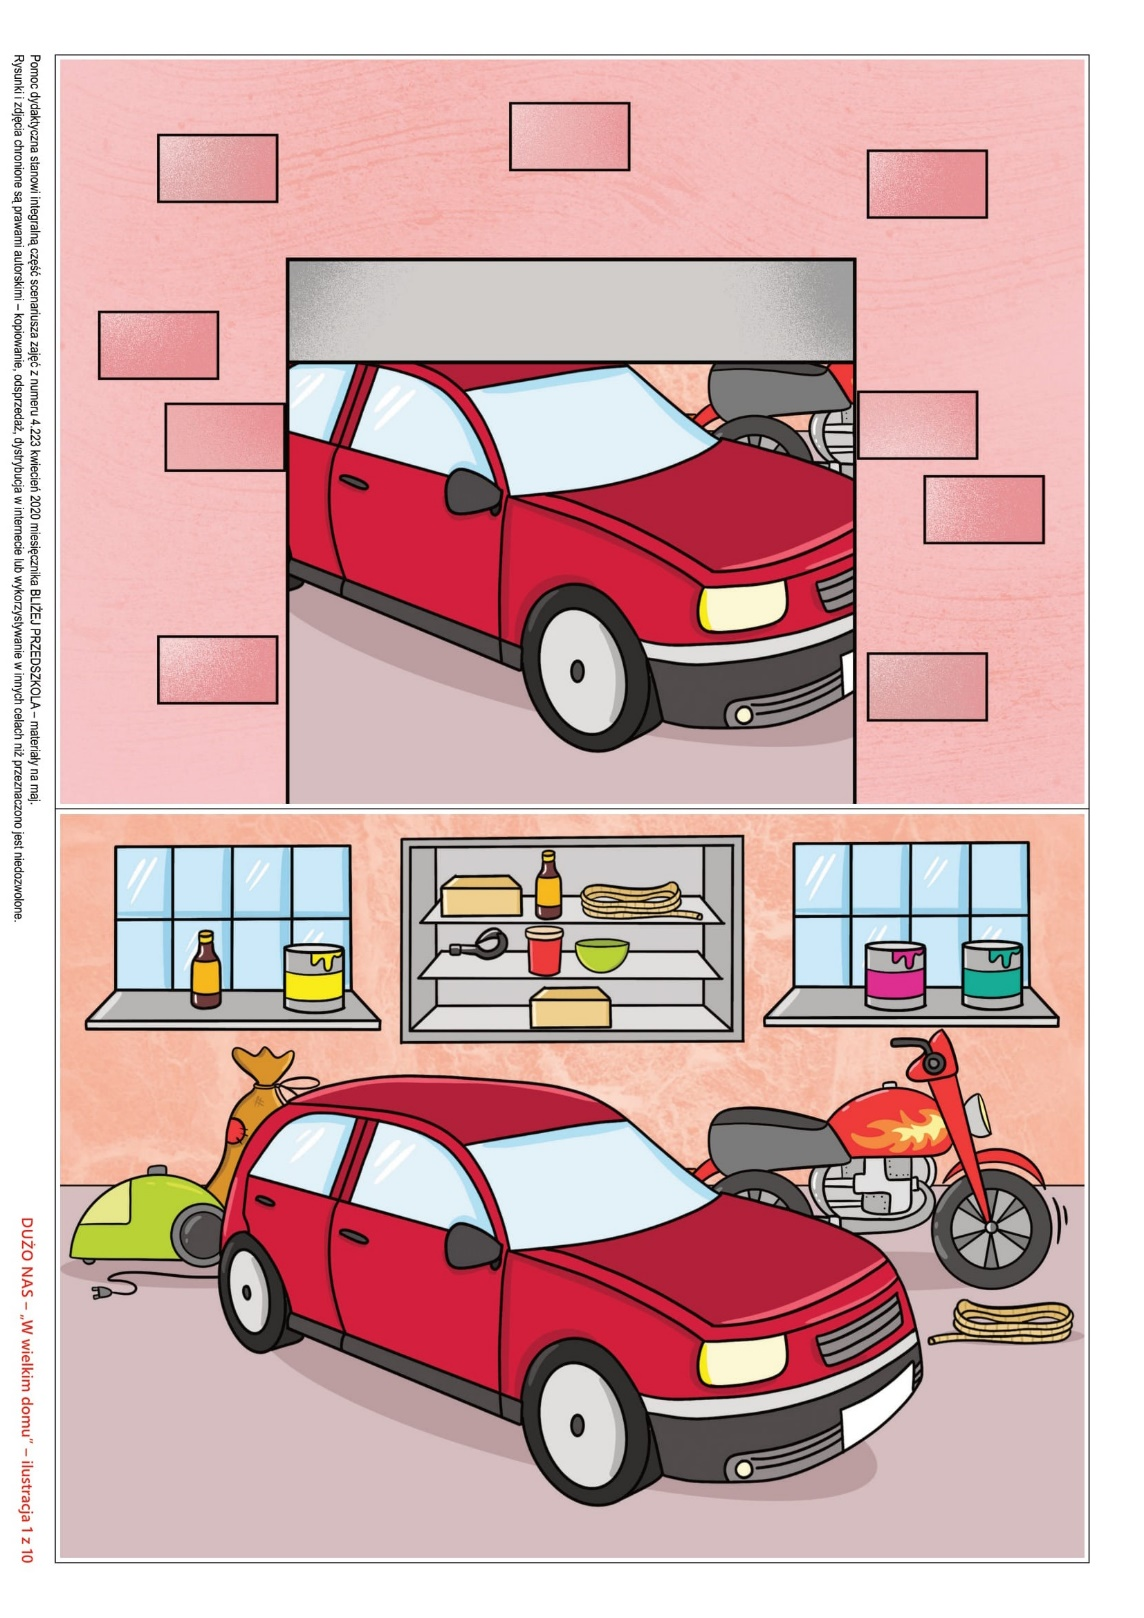 Pomoc dydaktyczna stanowi integralną część scenariusza zajęć z numeru 4.223 kwiecień 2020 miesięcznika BLIŻEJ PRZEDSZKOLA – materiały na maj.
Rysunki i zdjęcia chronione są prawami autorskimi – kopiowanie, odsprzedaż, dystrybucja w internecie lub wykorzystywanie w innych celach niż przeznaczono jest niedozwolone.
DUŻO NAS – „W wielkim domu” – ilustracja 1 z 10